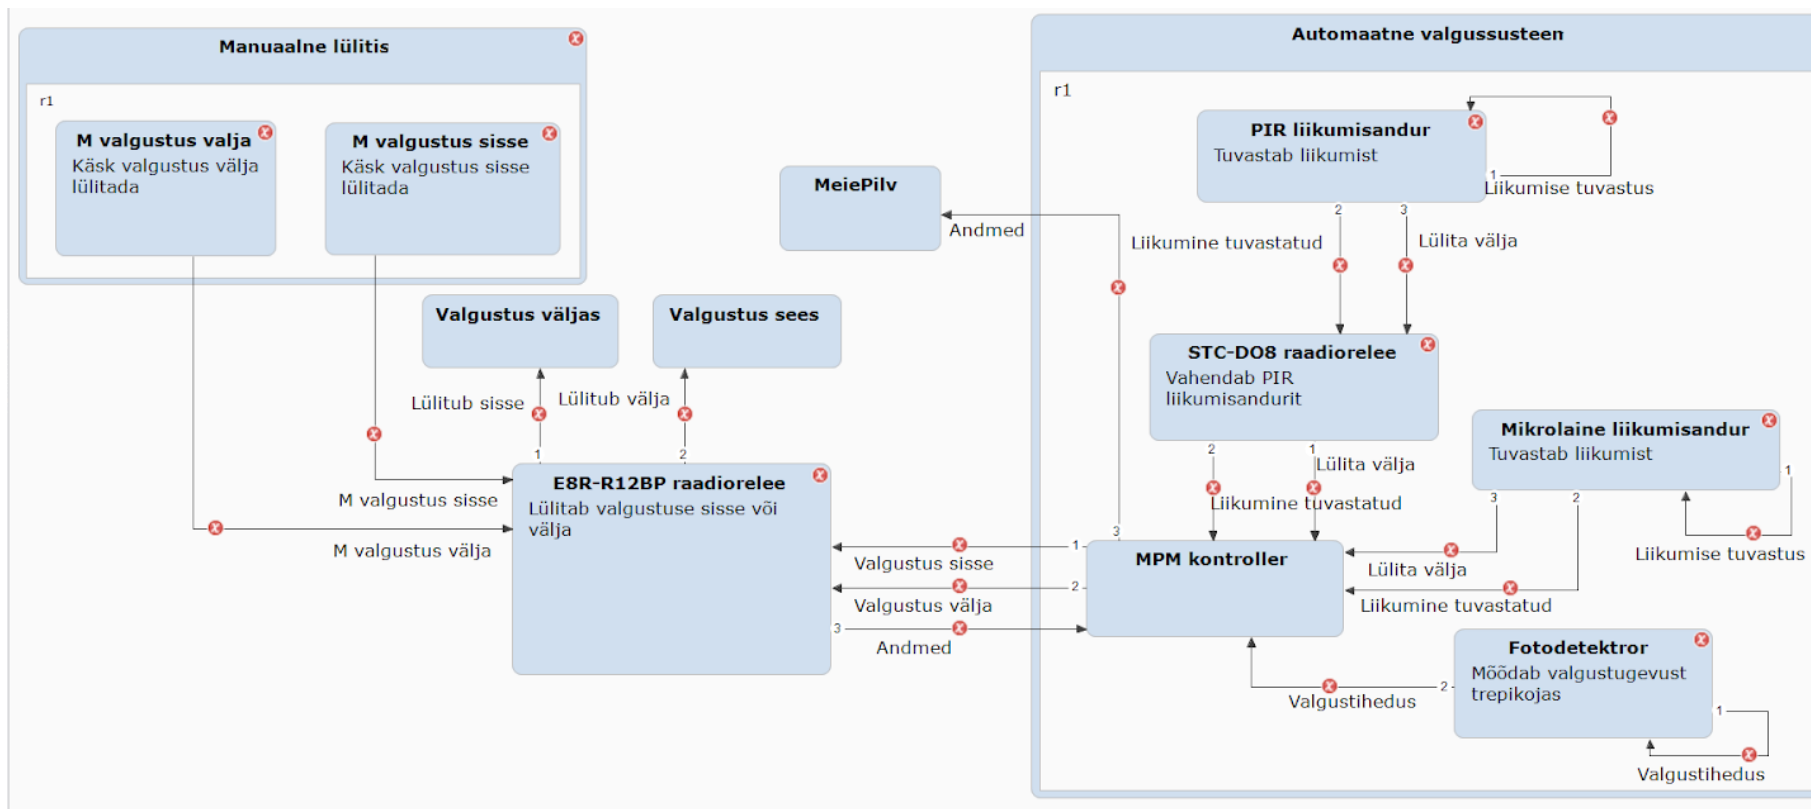 Manuaalne lülitis
r1
M valgustus valja
Käsk valgustus välja
lülitada
M valgustus sisse
Käsk valgustus sisse
lülitada
Automaatne valgussusteen
r1
PIR liikumisandur
Tuvastab liikumist
1
Liikumise tuvastus
2
3
Liikumine tuvastatud
Lülita välja
MeiePilv
Andmed
Valgustus väljas
Valgustus sees
Lülitub sisse
Lülitub välja
1
2
STC-DO8 raadiorelee
Vahendab PIR
liikumisandurit
2
1
Lülita välja
Liikumine tuvastatud
Mikrolaine liikumisandur
Tuvastab liikumist
1
3
2
Liikumise tuvastus
Lülita välja
Liikumine tuvastatud
E8R-R12BP raadiorelee
Lülitab valgustuse sisse või
välja
M valgustus sisse
M valgustus välja
3
1
Valgustus sisse
2
Valgustus välja
3
Andmed
MPM kontroller
Fotodetektror
Mõõdab valgustugevust
trepikojas
2
Valgustihedus
1
Valgustihedus